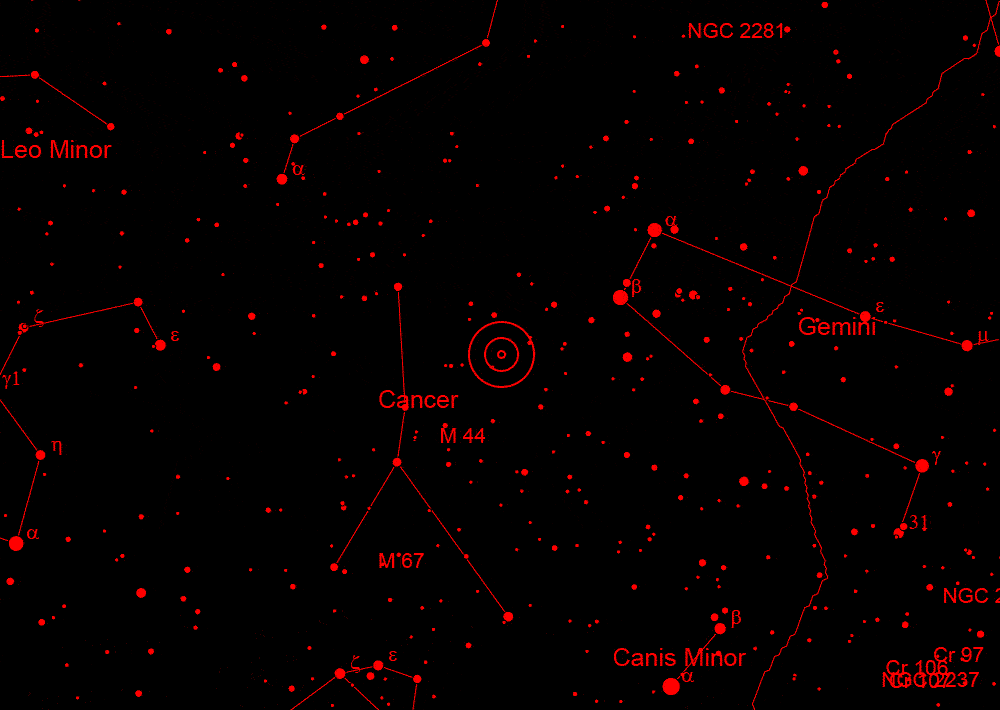 NGC 2281
Leo Minor
α
α
β
ε
Gemini
μ
ζ
ε
γ1
Cancer
M 44
η
γ
α
31
M 67
NGC 2
β
Canis Minor
ζ
ε
α
Cr 97
Cr 106